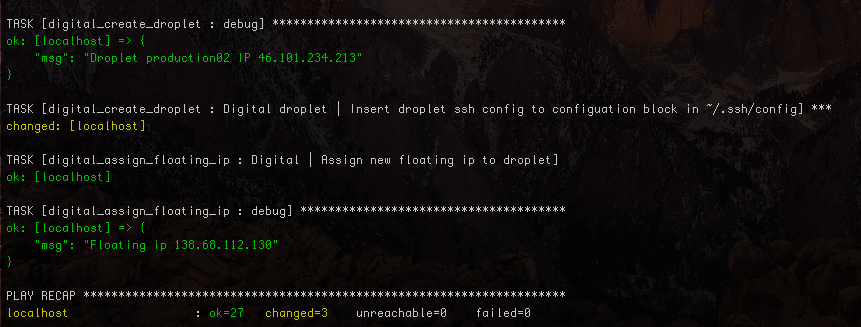 TASK [digital_create_droplet : debug] ******************************************
ok: [localhost] => {
    "msg": "Droplet production02 IP 46.101.234.213"
}
TASK [digital_create_droplet : Digital droplet | Insert droplet ssh config to configuation block in ~/.ssh/config] ***
changed: [localhost]
TASK [digital_assign_floating_ip : Digital | Assign new floating ip to droplet]
ok: [localhost]
TASK [digital_assign_floating_ip : debug] **************************************
ok: [localhost] => {
    "msg": "Floating ip 138.68.112.130"
}
PLAY RECAP *********************************************************************
localhost                  : ok=27   changed=3    unreachable=0    failed=0